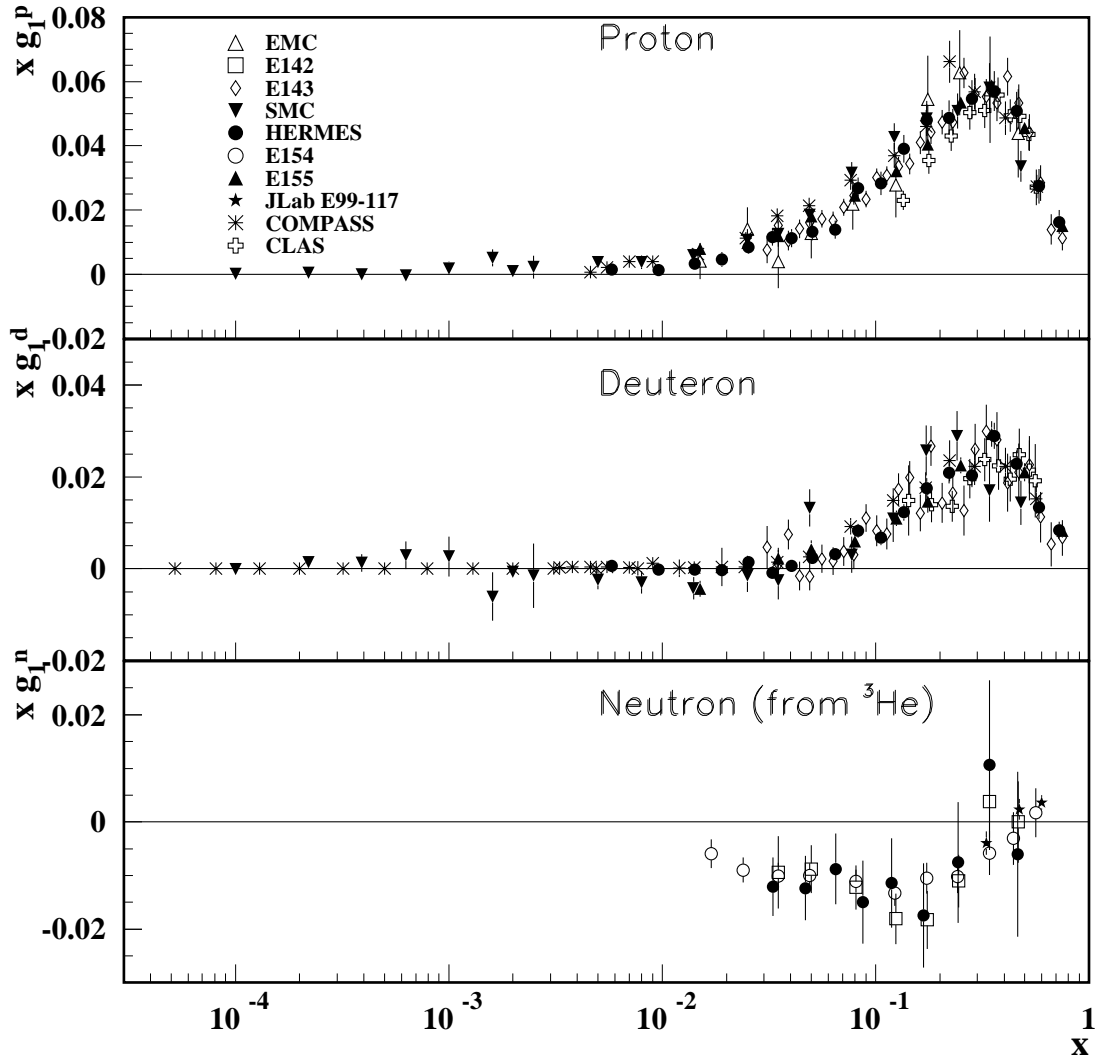 x g₁ᵖ
0.08
0.06
0.04
0.02
0
-0.02
Proton
EMC
E142
E143
SMC
HERMES
E154
E155
JLab E99-117
COMPASS
CLAS
x g₁ᵈ
0.04
0.02
0
-0.02
Deuteron
x g₁ⁿ
0.02
0
-0.02
Neutron (from ³He)
10⁻⁴ 10⁻³ 10⁻² 10⁻¹ 1
x